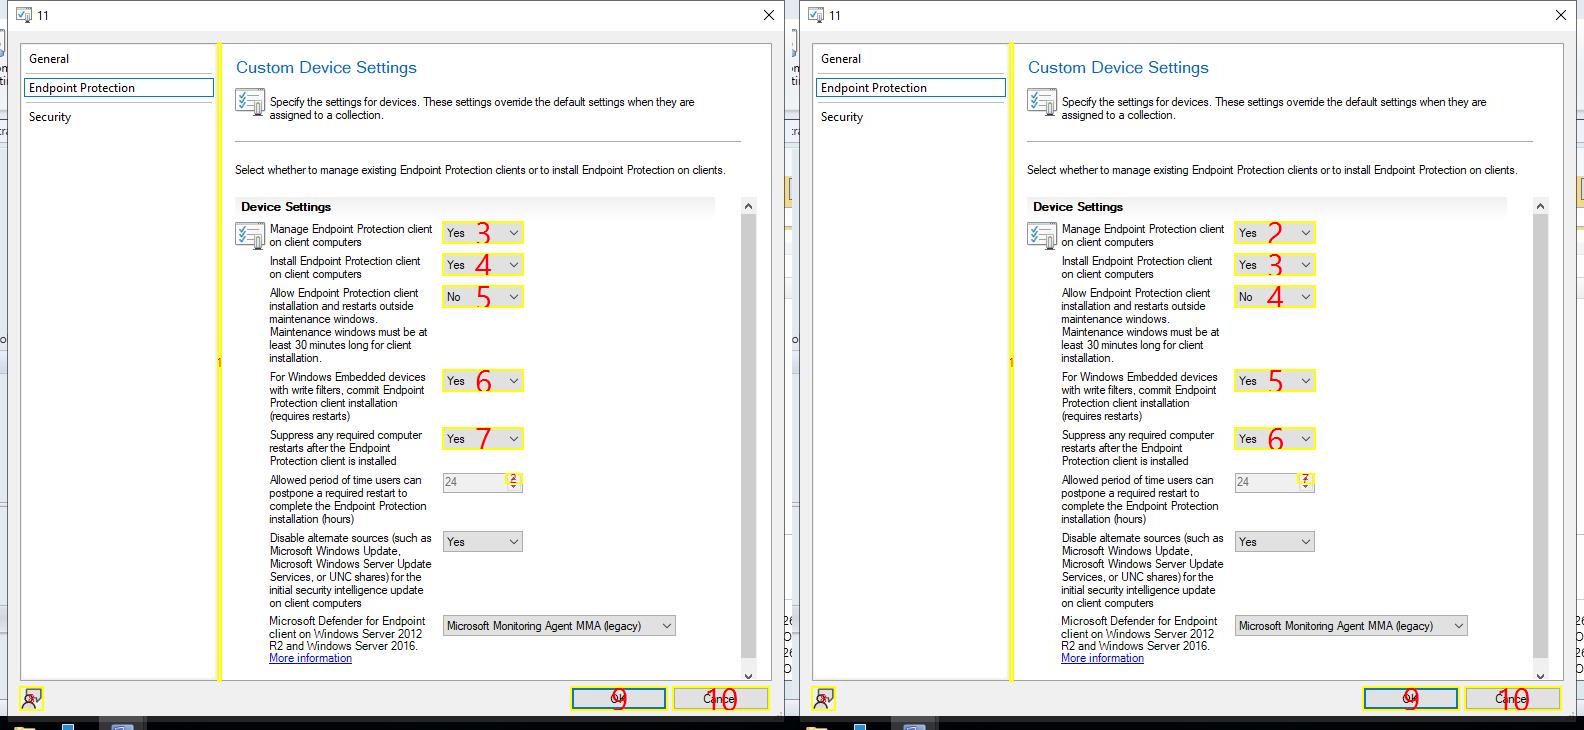 11
General
Endpoint Protection
Security
Custom Device Settings
Specify the settings for devices. These settings override the default settings when they are
assigned to a collection.
Select whether to manage existing Endpoint Protection clients or to install Endpoint Protection on clients.
Device Settings
Manage Endpoint Protection client
on client computers
Yes 3
Install Endpoint Protection client
on client computers
Yes 4
Allow Endpoint Protection client
installation and restarts outside
maintenance windows.
Maintenance windows must be at
least 30 minutes long for client
installation.
No 5
1
For Windows Embedded devices
with write filters, commit Endpoint
Protection client installation
(requires restarts)
Yes 6
Suppress any required computer
restarts after the Endpoint
Protection client is installed
Yes 7
Allowed period of time users can
postpone a required restart to
complete the Endpoint Protection
installation (hours)
24 2
Disable alternate sources (such as
Microsoft Windows Update,
Microsoft Windows Server Update
Services, or UNC shares) for the
initial security intelligence update
on client computers
Yes
Microsoft Defender for Endpoint
client on Windows Server 2012
R2 and Windows Server 2016.
More information
Microsoft Monitoring Agent MMA (legacy)
OK 9
Cancel 10
11
General
Endpoint Protection
Security
Custom Device Settings
Specify the settings for devices. These settings override the default settings when they are
assigned to a collection.
Select whether to manage existing Endpoint Protection clients or to install Endpoint Protection on clients.
Device Settings
Manage Endpoint Protection client
on client computers
Yes 2
Install Endpoint Protection client
on client computers
Yes 3
Allow Endpoint Protection client
installation and restarts outside
maintenance windows.
Maintenance windows must be at
least 30 minutes long for client
installation.
No 4
1
For Windows Embedded devices
with write filters, commit Endpoint
Protection client installation
(requires restarts)
Yes 5
Suppress any required computer
restarts after the Endpoint
Protection client is installed
Yes 6
Allowed period of time users can
postpone a required restart to
complete the Endpoint Protection
installation (hours)
24 7
Disable alternate sources (such as
Microsoft Windows Update,
Microsoft Windows Server Update
Services, or UNC shares) for the
initial security intelligence update
on client computers
Yes
Microsoft Defender for Endpoint
client on Windows Server 2012
R2 and Windows Server 2016.
More information
Microsoft Monitoring Agent MMA (legacy)
OK 9
Cancel 10